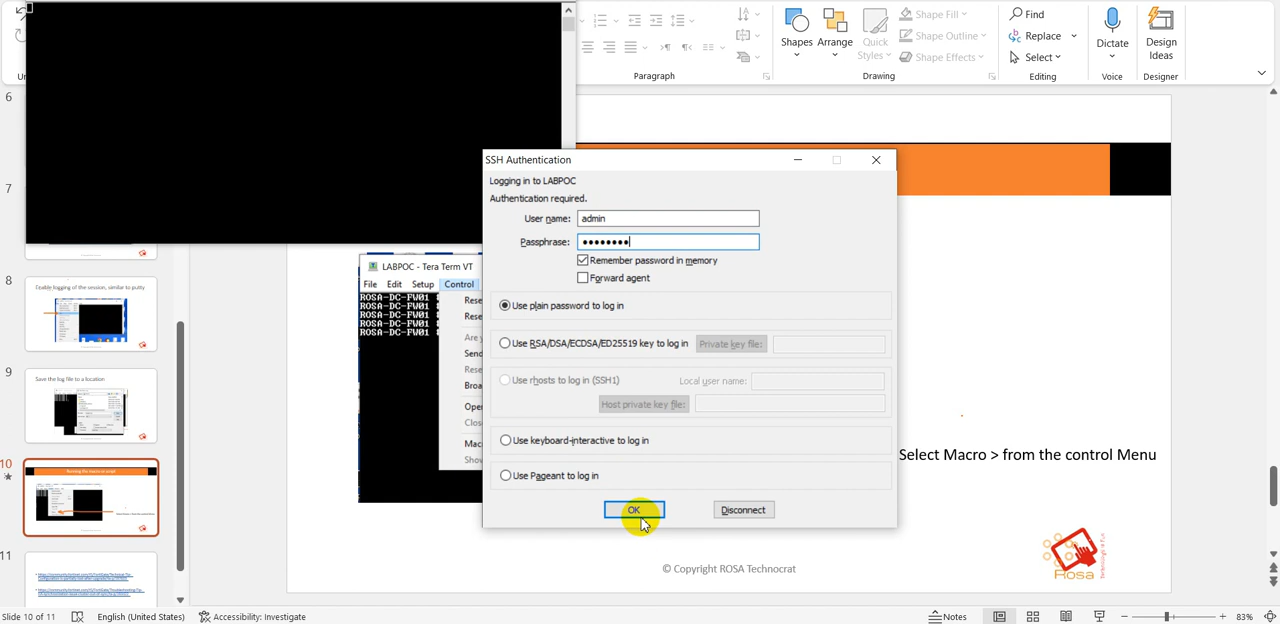 Shape Fill
Find
Shape Outline
Replace
Shapes
Arrange
Quick
Styles
Shape Effects
Select
Dictate
Design
Ideas
Paragraph
Drawing
Editing
Voice
Designer
6
7
8
Enable logging of the session, similar to putty
9
Save the log file to a location
10
11
SSH Authentication
Logging in to LABPOC
Authentication required.
User name:
admin
Passphrase:
Remember password in memory
Forward agent
Use plain password to log in
Use RSA/DSA/ECDSA/ED25519 key to log in
Private key file:
Use rhosts to log in (SSH1)
Local user name:
Host private key file:
Use keyboard-interactive to log in
Use Pageant to log in
OK
Disconnect
LABPOC - Tera Term VT
File
Edit
Setup
Control
ROSA-DC-FW01
ROSA-DC-FW01
ROSA-DC-FW01
ROSA-DC-FW01
Select Macro > from the control Menu
Rosa
© Copyright ROSA Technocrat
Slide 10 of 11
English (United States)
Accessibility: Investigate
Notes
83%